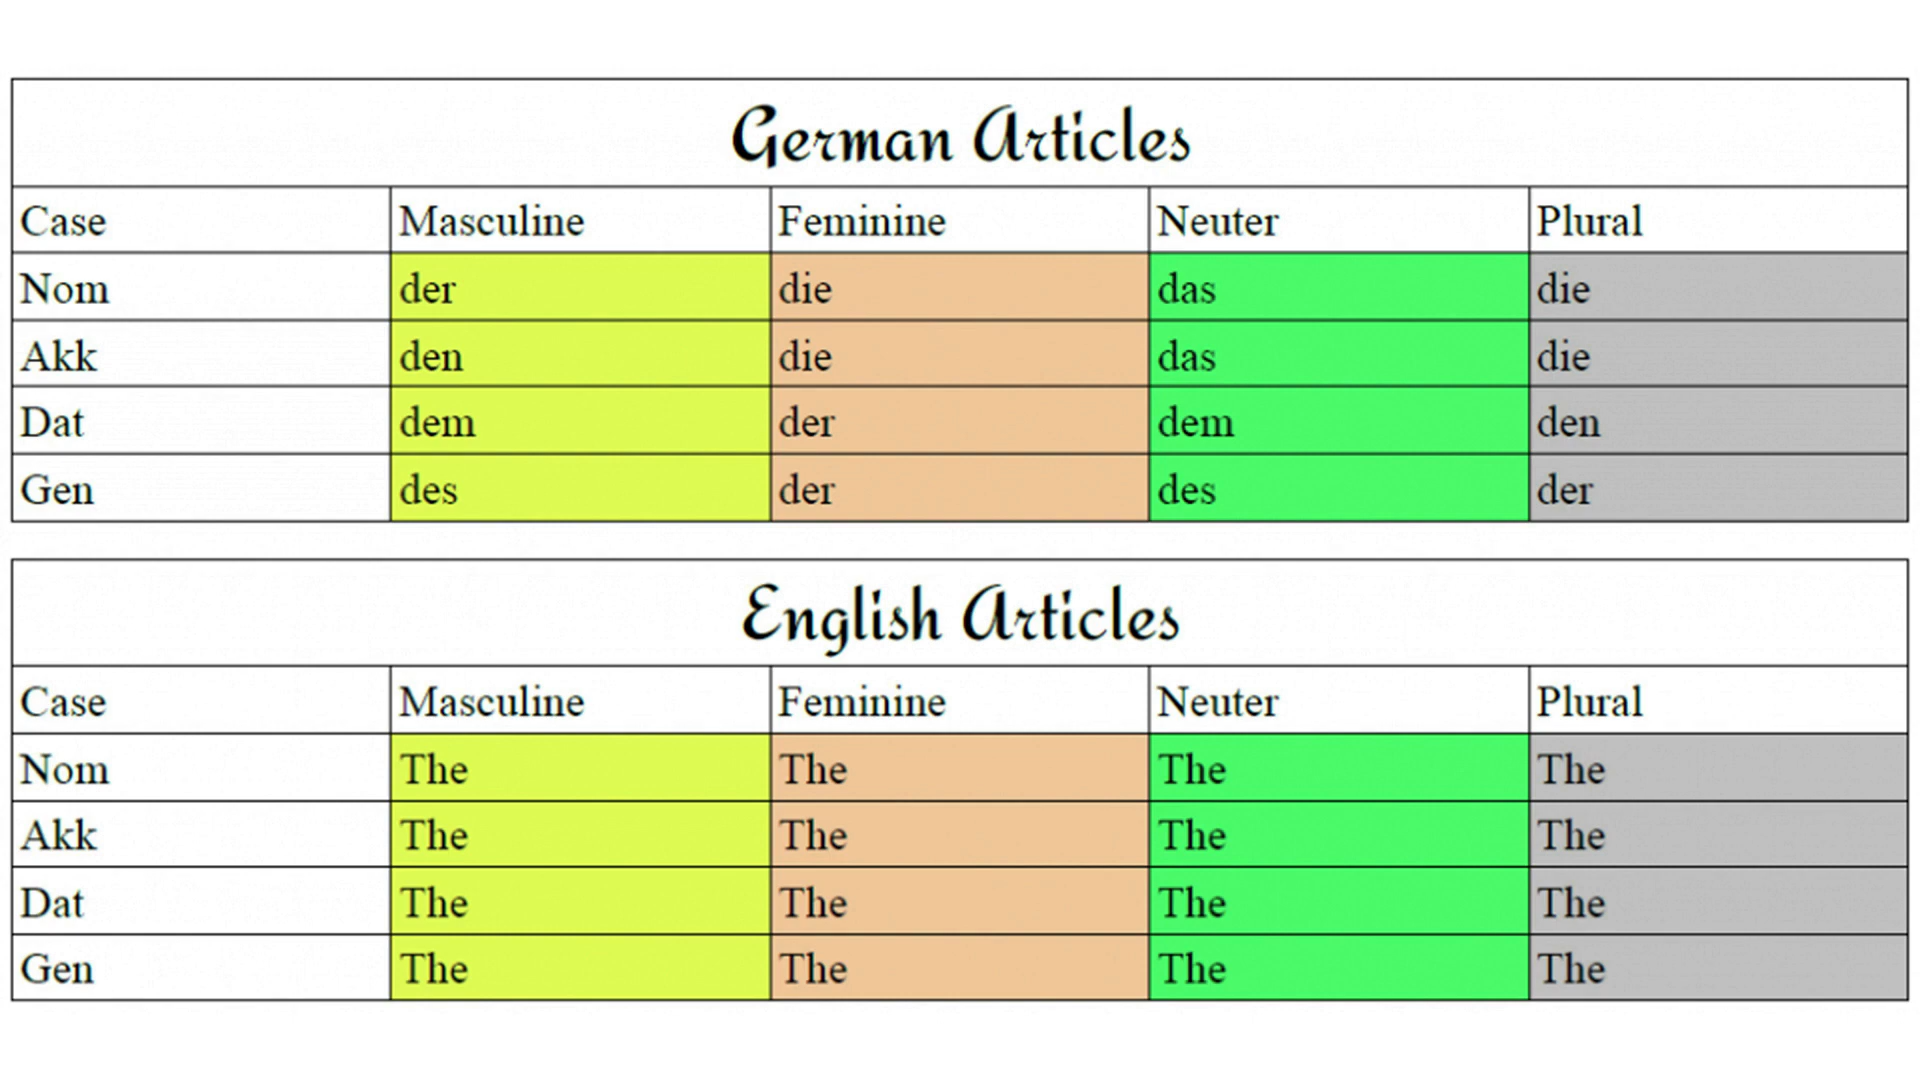 German Articles
Case Masculine Feminine Neuter Plural
Nom der die das die
Akk den die das die
Dat dem der dem den
Gen des der des der
English Articles
Case Masculine Feminine Neuter Plural
Nom The The The The
Akk The The The The
Dat The The The The
Gen The The The The